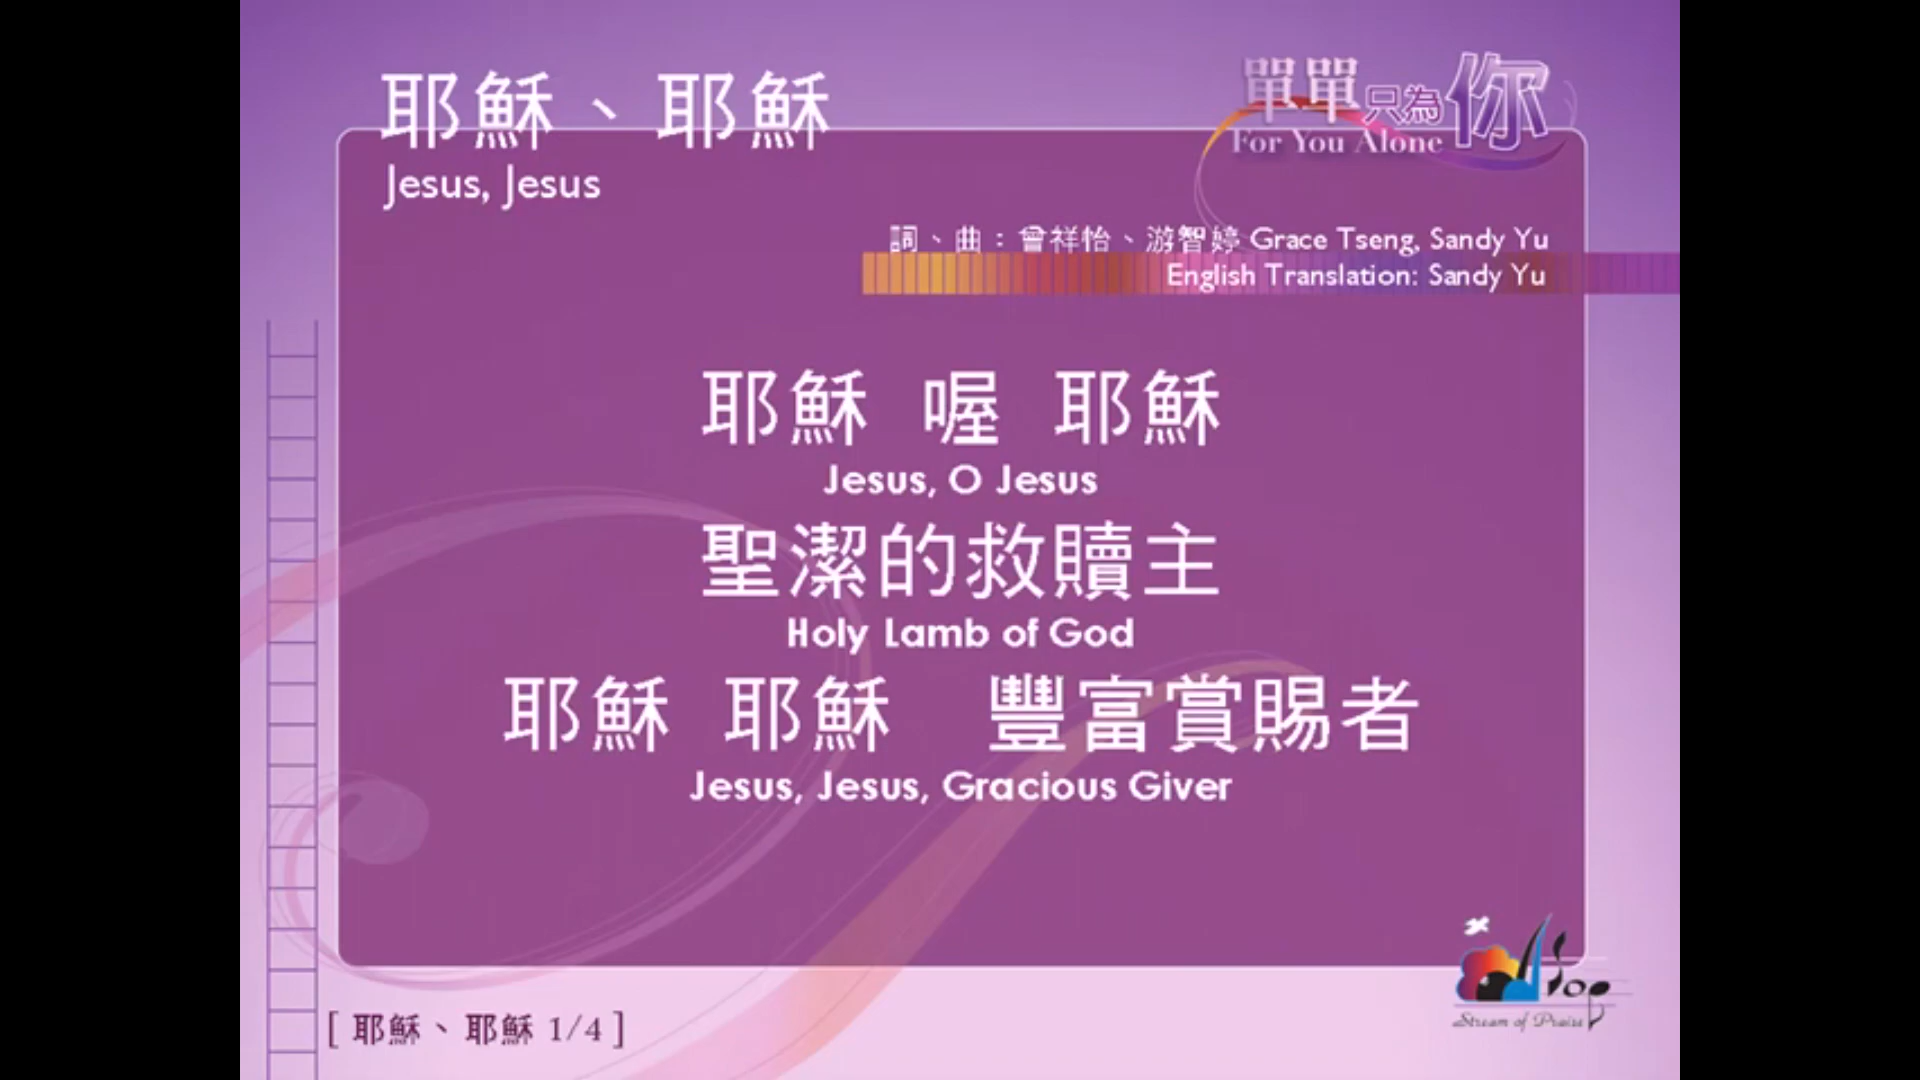 耶穌、耶穌
Jesus, Jesus
單單只為你
For You Alone
詞、曲：曾祥怡、游智婷 Grace Tseng, Sandy Yu
English Translation: Sandy Yu
耶穌 喔 耶穌
Jesus, O Jesus
聖潔的救贖主
Holy Lamb of God
耶穌 耶穌 豐富賞賜者
Jesus, Jesus, Gracious Giver
[ 耶穌、耶穌 1/4 ]
sop
Stream of Praise